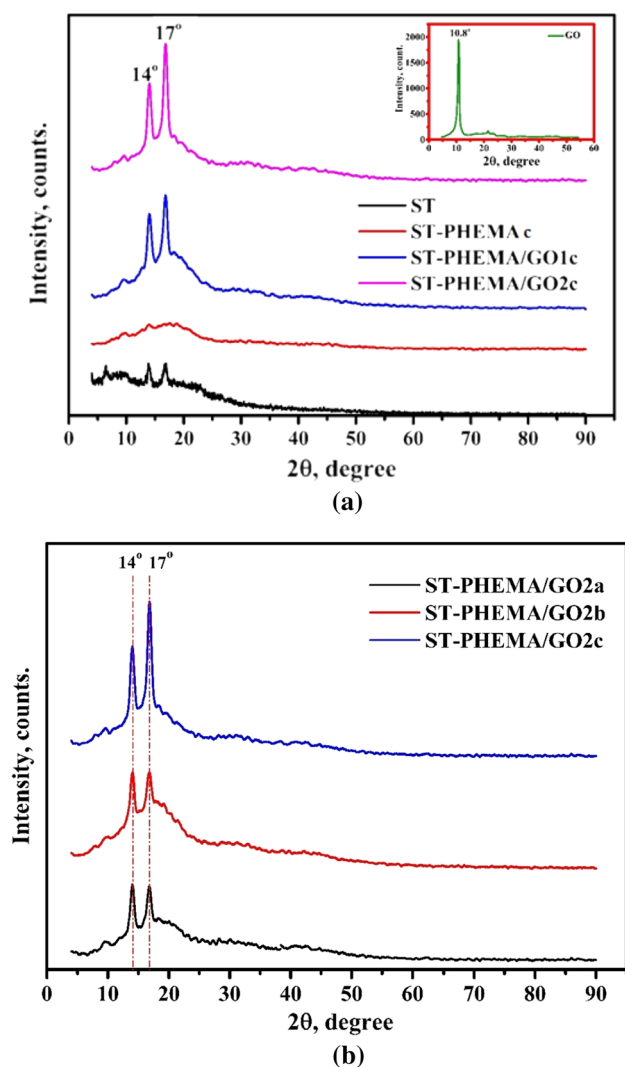 (a)
17°
14°
10.8°
GO
Intensity, count.
2000
1500
1000
500
0
0 10 20 30 40 50 60
2θ, degree
Intensity, counts.
ST
ST-PHEMA c
ST-PHEMA/GO1c
ST-PHEMA/GO2c
0 10 20 30 40 50 60 70 80 90
2θ, degree
(a)
14° 17°
ST-PHEMA/GO2a
ST-PHEMA/GO2b
ST-PHEMA/GO2c
Intensity, counts.
0 10 20 30 40 50 60 70 80 90
2θ, degree
(b)